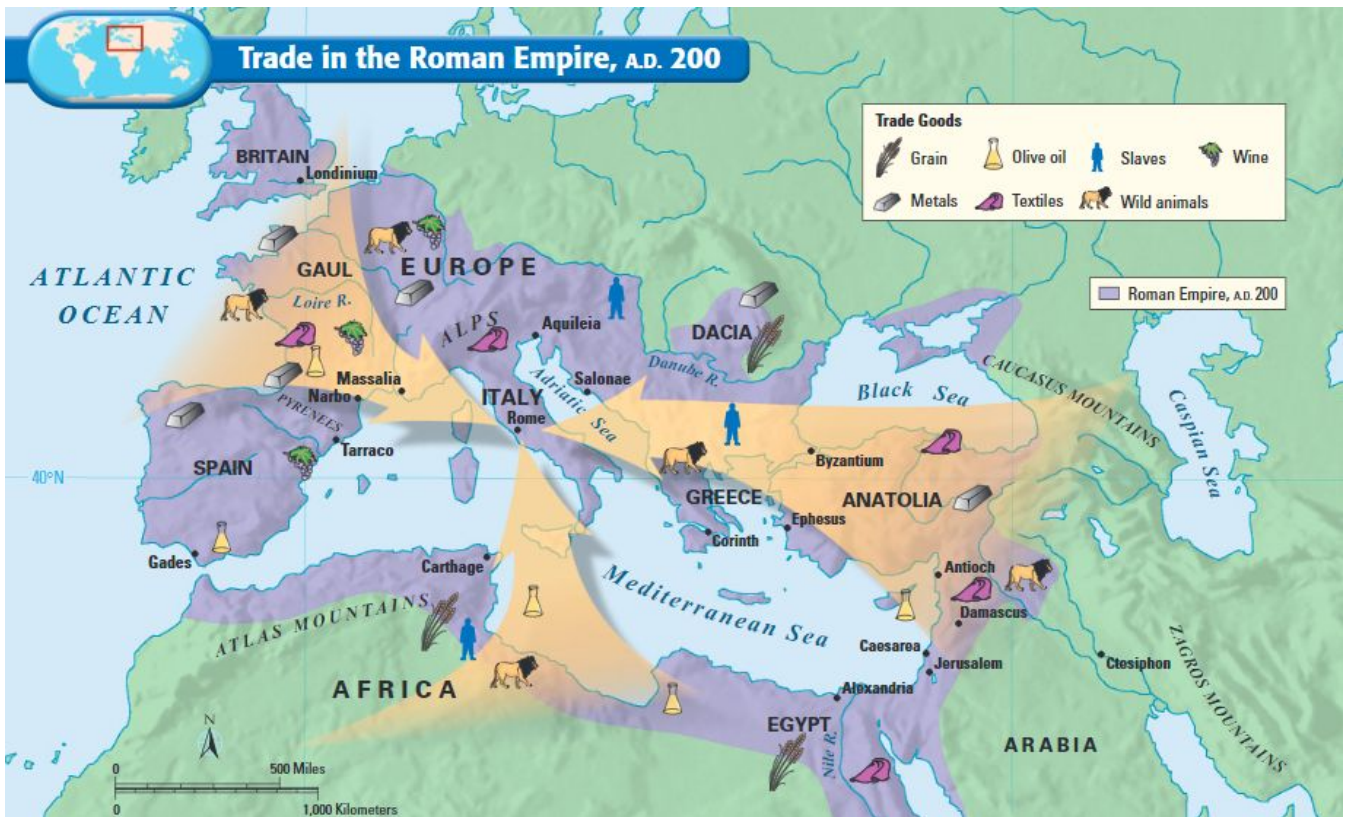 Trade in the Roman Empire, A.D. 200
Trade Goods
Grain
Olive oil
Slaves
Wine
Metals
Textiles
Wild animals
Roman Empire, A.D. 200
BRITAIN
Londinium
ATLANTIC
OCEAN
GAUL
EUROPE
Loire R.
ALPS
Aquileia
DACIA
Danube R.
CAUCASUS MOUNTAINS
Massalia
Narbo
PYRENEES
ITALY
Rome
Adriatic
Sea
Salonae
Black Sea
Caspian Sea
Tarraco
SPAIN
40°N
Byzantium
GREECE
ANATOLIA
Ephesus
Corinth
Gades
Carthage
Antioch
Mediterranean Sea
Damascus
ATLAS MOUNTAINS
Caesarea
Jerusalem
Ctesiphon
ZAGROS MOUNTAINS
AFRICA
Alexandria
EGYPT
Nile R.
ARABIA
N
0
500 Miles
0
1,000 Kilometers